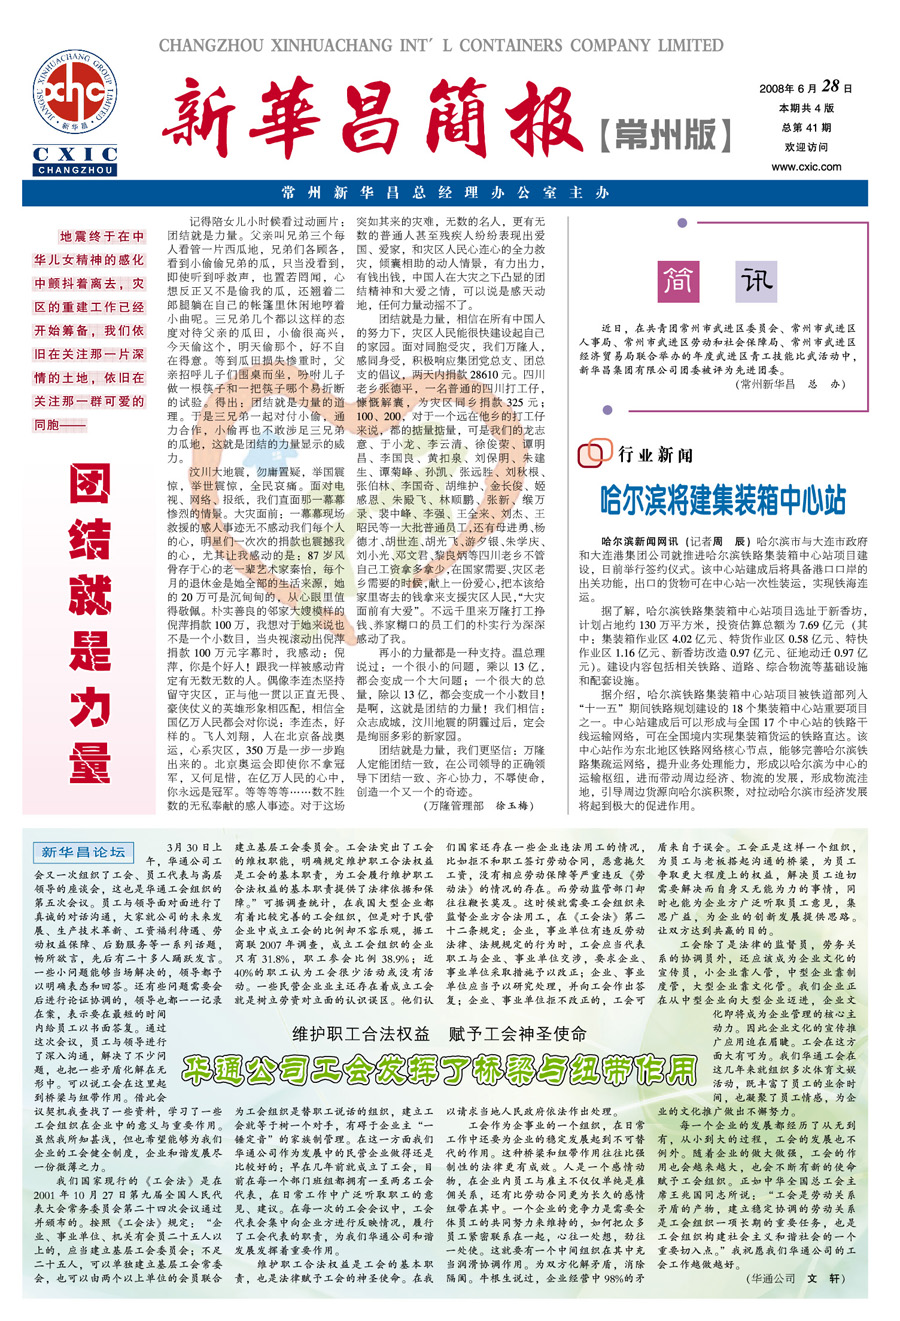 CHANGZHOU XINHUACHANG INT'L CONTAINERS COMPANY LIMITED
JIANGSU XINHUACHANG GROUP LIMITED
xhc
新华昌
CXIC
CHANGZHOU
新華昌簡报
【常州版】
2008年 6 月 28 日
本期共 4 版
总第 41 期
欢迎访问
www.cxic.com
常州新华昌总经理办公室主办
地震终于在中
华儿女精神的感化
中颤抖着离去，灾
区的重建工作已经
开始筹备，我们依
旧在关注那一片深
情的土地，依旧在
关注那一群可爱的
同胞——
团结就是力量
记得陪女儿小时候看过动画片：
团结就是力量。父亲叫兄弟三个每
人看管一片西瓜地，兄弟们各顾各，
看到小偷偷兄弟的瓜，只当没看到，
即使听到呼救声，也置若罔闻，心
想反正又不是偷我的瓜，还翘着二
郎腿躺在自己的帐篷里休闲地哼着
小曲呢。三兄弟几个都以这样的态
度对待父亲的瓜田，小偷很高兴，
今天偷这个，明天偷那个，好不自
在得意。等到瓜田损失惨重时，父
亲招呼儿子们围桌而坐，吩咐儿子
做一根筷子和一把筷子哪个易折断
的试验。得出：团结就是力量的道
理。于是三兄弟一起对付小偷，通
力合作，小偷再也不敢涉足三兄弟
的瓜地，这就是团结的力量显示的威
力。
汶川大地震，勿庸置疑，举国震
惊，举世震惊，全民哀痛。面对电
视、网络、报纸，我们直面那一幕幕
惨烈的情景。大灾面前：一幕幕现场
救援的感人事迹无不感动我们每个人
的心，明星们一次次的捐款也震撼我
的心，尤其让我感动的是：87 岁风
骨存于心的老一辈艺术家秦怡，每个
月的退休金是她全部的生活来源，她
的 20 万可是沉甸甸的，从心眼里值
得敬佩。朴实善良的邻家大嫂模样的
倪萍捐款 100 万，我想对于她来说也
不是一个小数目，当央视滚动出倪萍
捐款 100 万元字幕时，我感动：倪
萍，你是个好人！跟我一样被感动肯
定有无数无数的人。偶像李连杰坚持
留守灾区，正与他一贯以正直无畏、
豪侠仗义的英雄形象相匹配，相信全
国亿万人民都会对你说：李连杰，好
样的。飞人刘翔，人在北京备战奥
运，心系灾区，350 万是一步一步跑
出来的。北京奥运会即使你不拿冠
军，又何足惜，在亿万人民的心中，
你永远是冠军。等等等等……数不胜
数的无私奉献的感人事迹。对于这场
突如其来的灾难，无数的名人，更有无
数的普通人甚至残疾人纷纷表现出爱
国、爱家，和灾区人民心连心的全力救
灾，倾囊相助的动人情景，有力出力，
有钱出钱，中国人在大灾之下凸显的团
结精神和大爱之情，可以说是感天动
地，任何力量动摇不了。
团结就是力量，相信在所有中国人
的努力下，灾区人民能很快建设起自己
的家园。面对同胞受灾，我们万隆人，
感同身受，积极响应集团党总支、团总
支的倡议，两天内捐款 28610 元。四川
老乡张德平，一名普通的四川打工仔，
慷慨解囊，为灾区同乡捐款 325 元；
100、200，对于一个远在他乡的打工仔
来说，都的掂量掂量，可是我们的龙志
意、于小龙、李云清、徐俊荣、谭明
昌、李国良、黄扣泉、刘保明、朱建
生、谭菊峰、孙凯、张远胜、刘秋根、
张伯林、李国奇、胡维护、金长俊、姬
感恩、朱殿飞、林顺鹏、张新、缑万
录、裴中峰、李强、王全来、刘杰、王
昭民等一大批普通员工，还有母进勇、杨
德才、胡世连、胡光飞、游夕银、朱学庆、
刘小光、邓文君、黎良炳等四川老乡不管
自己工资拿多拿少，在国家需要、灾区老
乡需要的时候，献上一份爱心，把本该给
家里寄去的钱拿来支援灾区人民，“大灾
面前有大爱”。不远千里来万隆打工挣
钱、养家糊口的员工们的朴实行为深深
感动了我。
再小的力量都是一种支持。温总理
说过：一个很小的问题，乘以 13 亿，
都会变成一个大问题；一个很大的总
量，除以 13 亿，都会变成一个小数目！
是啊，这就是团结的力量！我们相信：
众志成城，汶川地震的阴霾过后，定会
是绚丽多彩的新家园。
团结就是力量，我们更坚信：万隆
人定能团结一致，在公司领导的正确领
导下团结一致、齐心协力，不辱使命，
创造一个又一个的奇迹。
（万隆管理部 徐玉梅）
简 讯
近日，在共青团常州市武进区委员会、常州市武进区
人事局、常州市武进区劳动和社会保障局、常州市武进区
经济贸易局联合举办的年度武进区青工技能比武活动中，
新华昌集团有限公司团委被评为先进团委。
（常州新华昌 总 办）
行业新闻
哈尔滨将建集装箱中心站
哈尔滨新闻网讯（记者周 辰）哈尔滨市与大连市政府
和大连港集团公司就推进哈尔滨铁路集装箱中心站项目建
设，日前举行签约仪式。该中心站建成后将具备港口口岸的
出关功能，出口的货物可在中心站一次性装运，实现铁海连
运。
据了解，哈尔滨铁路集装箱中心站项目选址于新香坊，
计划占地约 130 万平方米，投资估算总额为 7.69 亿元（其
中：集装箱作业区 4.02 亿元、特货作业区 0.58 亿元、特快
作业区 1.16 亿元、新香坊改造 0.97 亿元、征地动迁 0.97 亿
元）。建设内容包括相关铁路、道路、综合物流等基础设施
和配套设施。
据介绍，哈尔滨铁路集装箱中心站项目被铁道部列入
“十一五”期间铁路规划建设的 18 个集装箱中心站重要项目
之一。中心站建成后可以形成与全国 17 个中心站的铁路干
线运输网络，可在全国境内实现集装箱货运的铁路直达。该
中心站作为东北地区铁路网络核心节点，能够完善哈尔滨铁
路集疏运网络，提升业务处理能力，形成以哈尔滨为中心的
运输枢纽，进而带动周边经济、物流的发展，形成物流洼
地，引导周边货源向哈尔滨积聚，对拉动哈尔滨市经济发展
将起到极大的促进作用。
新华昌论坛
维护职工合法权益 赋予工会神圣使命
华通公司工会发挥了桥梁与纽带作用
3月 30 日上
午，华通公司工
会又一次组织了工会、员工代表与高层
领导的座谈会，这也是华通工会组织的
第五次会议。员工与领导面对面进行了
真诚的对话沟通，大家就公司的未来发
展、生产技术革新、工资福利待遇、劳
动权益保障、后勤服务等一系列话题，
畅所欲言，先后有二十多人踊跃发言。
一些小问题能够当场解决的，领导都予
以明确表态和回答。还有些问题需要会
后进行论证协调的，领导也都一一记录
在案，表示要在最短的时间
内给员工以书面答复。通过
这次会议，员工与领导进行
了深入沟通，解决了不少问
题，也把一些矛盾化解在无
形中。可以说工会在这里起
到桥梁与纽带作用。借此会
议契机我查找了一些资料，学习了一些
工会组织在企业中的意义与重要作用。
虽然我所知甚浅，但也希望能够为我们
企业的工会健全制度，企业和谐发展尽
一份微薄之力。
我们国家现行的《工会法》是在
2001 年 10 月 27 日第九届全国人民代
表大会常务委员会第二十四次会议通过
并颁布的。按照《工会法》规定：“企
业、事业单位、机关有会员二十五人以
上的，应当建立基层工会委员会；不足
二十五人，可以单独建立基层工会常委
会，也可以由两个以上单位的会员联合
建立基层工会委员会。工会法突出了工会
的维权职能，明确规定维护职工合法权益
是工会的基本职责，为工会履行维护职工
合法权益的基本职责提供了法律依据和保
障。”可据调查统计，在我国大型企业都
有着比较完善的工会组织，但是对于民营
企业中成立工会的比例却不容乐观，据工
商联 2007 年调查，成立工会组织的企业
只有 31.8%，职工参会比例 38.9%；近
40%的职工认为工会很少活动或没有活
动。一些民营企业业主还存在着成立工会
就是树立劳资对立面的认识误区。他们认
为工会组织是替职工说话的组织，建立工
会就等于树一个对手，有碍于企业主“一
锤定音”的家族制管理。在这一方面我们
华通公司作为发展中的民营企业做得还是
比较好的；早在几年前就成立了工会，目
前在每一个部门班组都拥有一至两名工会
代表，在日常工作中广泛听取职工的意
见、建议。在每一次的工会会议中，工会
代表会集中向企业方进行反映情况，履行
了工会代表的职责，为我们华通公司和谐
发展发挥着重要作用。
维护职工合法权益是工会的基本职
责，也是法律赋予工会的神圣使命。在我
们国家还存在一些企业违法用工的情况，
比如拒不和职工签订劳动合同，恶意拖欠
工资，没有相应劳动保障等严重违反《劳
动法》的情况的存在。而劳动监管部门却
往往鞭长莫及。这时候就需要工会组织来
监督企业方合法用工，在《工会法》第二
十二条规定：企业，事业单位有违反劳动
法律、法规规定的行为时，工会应当代表
职工与企业、事业单位交涉，要求企业、
事业单位采取措施予以改正；企业、事业
单位应当予以研究处理，并向工会作出答
复；企业、事业单位拒不改正的，工会可
以请求当地人民政府依法作出处理。
工会作为企事业的一个组织，在日常
工作中还要为企业的稳定发展起到不可替
代的作用。这种桥梁和纽带作用往往比强
制性的法律更有成效。人是一个感情动
物，在企业内员工与雇主不仅仅单纯是雇
佣关系，还有比劳动合同更为长久的感情
纽带在其中。一个企业的竞争力是需要全
体员工的共同努力来维持的，如何把众多
员工紧密联系在一起，心往一处想，劲往
一处使。这就要有一个中间组织在其中充
当润滑协调作用。为双方化解矛盾，消除
隔阂。牛根生说过，企业经营中 98%的矛
盾来自于误会。工会正是这样一个组织，
为员工与老板搭起沟通的桥梁，为员工
争取更大程度上的权益，解决员工迫切
需要解决而自身又无能为力的事情，同
时也能为企业方广泛听取员工意见，集
思广益，为企业的创新发展提供思路。
让双方达到共赢的目的。
工会除了是法律的监督员，劳务关
系的协调员外，还应该成为企业文化的
宣传员，小企业靠人管，中型企业靠制
度管，大型企业靠文化管。我们企业正
在从中型企业向大型企业迈进，企业文
化即将成为企业管理的核心主
动力。因此企业文化的宣传推
广应用迫在眉睫。工会在这方
面大有可为。我们华通工会在
这几年来就组织多次体育文娱
活动，既丰富了员工的业余时
间，也凝聚了员工情感，为企
业的文化推广做出不懈努力。
每一个企业的发展都经历了从无到
有，从小到大的过程，工会的发展也不
例外。随着企业的做大做强，工会的作
用也会越来越大，也会不断有新的使命
赋予工会组织。正如中华全国总工会主
席王兆国同志所说：“工会是劳动关系
矛盾的产物，建立稳定协调的劳动关系
是工会组织一项长期的重要任务，也是
工会组织构建社会主义和谐社会的一个
重要切入点。”我祝愿我们华通公司的工
会工作越做越好。
（华通公司 文 轩）